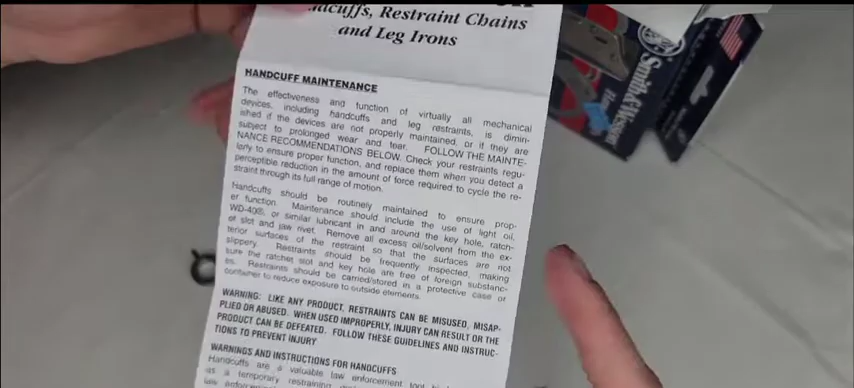 Handcuffs, Restraint Chains
and Leg Irons
HANDCUFF MAINTENANCE
The effectiveness and function of virtually all mechanical
devices, including handcuffs and leg restraints, is dimin-
ished if the devices are not properly maintained, or if they are
subject to prolonged wear and tear. FOLLOW THE MAINTE-
NANCE RECOMMENDATIONS BELOW. Check your restraints regu-
larly to ensure proper function, and replace them when you detect a
perceptible reduction in the amount of force required to cycle the re-
straint through its full range of motion.
Handcuffs should be routinely maintained to ensure prop-
er function. Maintenance should include the use of light oil,
WD-40®, or similar lubricant in and around the key hole, ratch-
et slot and jaw rivet. Remove all excess oil/solvent from the ex-
terior surfaces of the restraint so that the surfaces are not
slippery. Restraints should be frequently inspected, making
sure the ratchet slot and key hole are free of foreign substanc-
es. Restraints should be carried/stored in a protective case or
container to reduce exposure to outside elements.
WARNING: LIKE ANY PRODUCT, RESTRAINTS CAN BE MISUSED, MISAP-
PLIED OR ABUSED. WHEN USED IMPROPERLY, INJURY CAN RESULT OR THE
PRODUCT CAN BE DEFEATED. FOLLOW THESE GUIDELINES AND INSTRUC-
TIONS TO PREVENT INJURY
WARNINGS AND INSTRUCTIONS FOR HANDCUFFS
Handcuffs are a valuable law enforcement tool
as a temporary restraining
law enforcement
Smith & Wesson